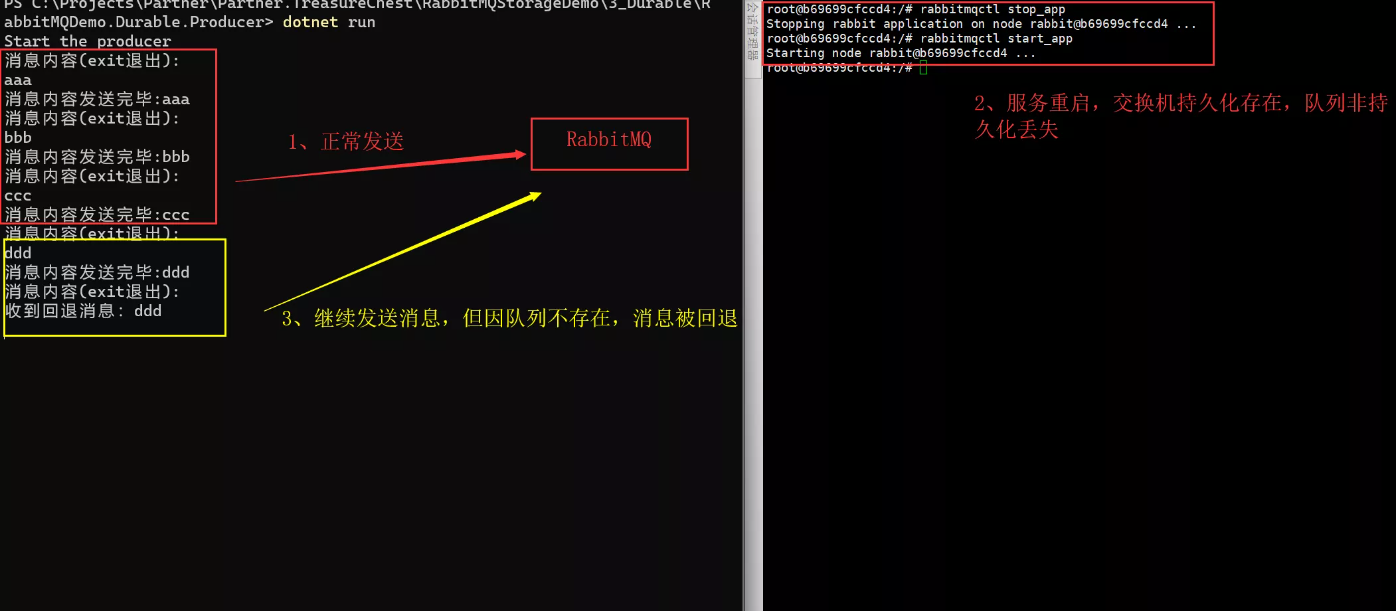 PS C:\Projects\Partner\Partner.TreasureChest\RabbitMQStorageDemo\3_Durable\R
abbitMQDemo.Durable.Producer> dotnet run
Start the producer
消息内容(exit退出):
aaa
消息内容发送完毕:aaa
消息内容(exit退出):
bbb
消息内容发送完毕:bbb
消息内容(exit退出):
ccc
消息内容发送完毕:ccc
消息内容(exit退出):
ddd
消息内容发送完毕:ddd
消息内容(exit退出):
收到回退消息: ddd
1、正常发送
RabbitMQ
3、继续发送消息，但因队列不存在，消息被回退
会话管理器
root@b69699cfccd4:/# rabbitmqctl stop_app
Stopping rabbit application on node rabbit@b69699cfccd4 ...
root@b69699cfccd4:/# rabbitmqctl start_app
Starting node rabbit@b69699cfccd4 ...
root@b69699cfccd4:/#
2、服务重启，交换机持久化存在，队列非持
久化丢失